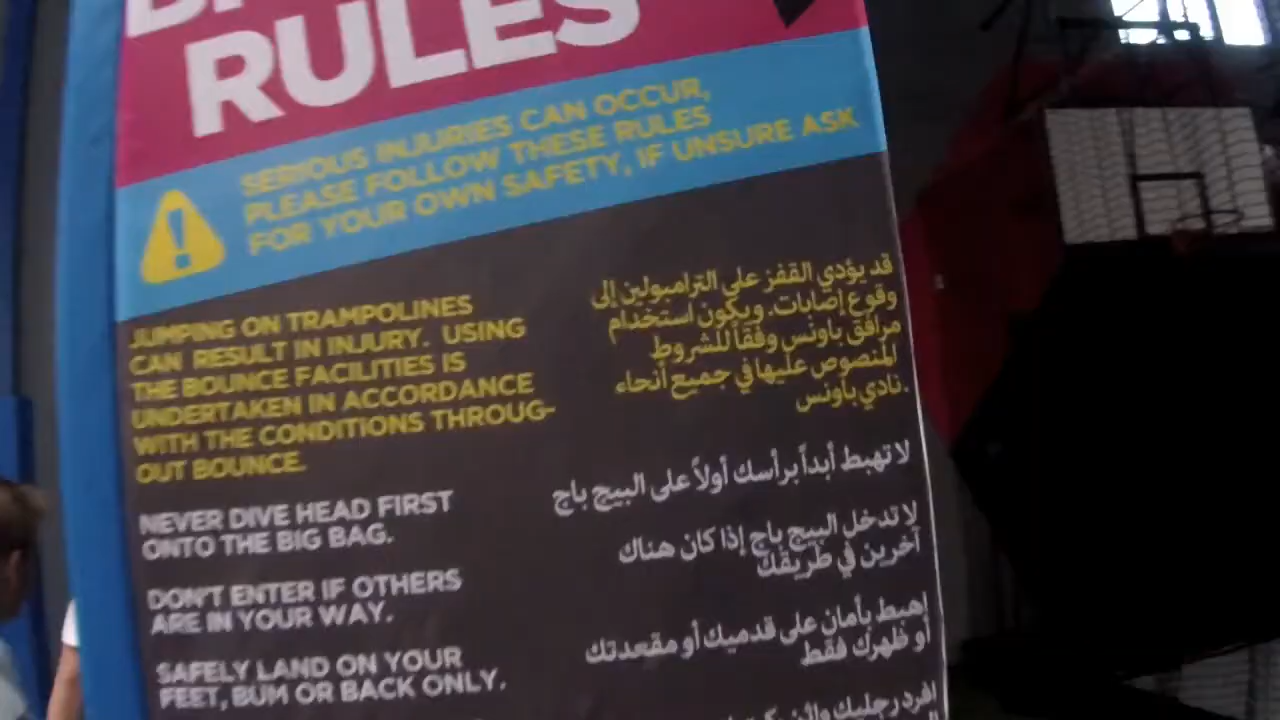 RULES
SERIOUS INJURIES CAN OCCUR,
PLEASE FOLLOW THESE RULES
FOR YOUR OWN SAFETY, IF UNSURE ASK
JUMPING ON TRAMPOLINES
CAN RESULT IN INJURY. USING
THE BOUNCE FACILITIES IS
UNDERTAKEN IN ACCORDANCE
WITH THE CONDITIONS THROUG-
OUT BOUNCE.
قد يؤدي القفز على الترامبولين إلى
وقوع إصابات. ويكون استخدام
مرافق باونس وفقاً للشروط
المنصوص عليها في جميع أنحاء
نادي باونس.
NEVER DIVE HEAD FIRST
ONTO THE BIG BAG.
لا تهبط أبداً برأسك أولاً على البيج باج
DON'T ENTER IF OTHERS
ARE IN YOUR WAY.
لا تدخل البيج باج إذا كان هناك
آخرين في طريقك
SAFELY LAND ON YOUR
FEET, BUM OR BACK ONLY.
إهبط بأمان على قدميك أو مقعدتك
أو ظهرك فقط
افرد رجليك